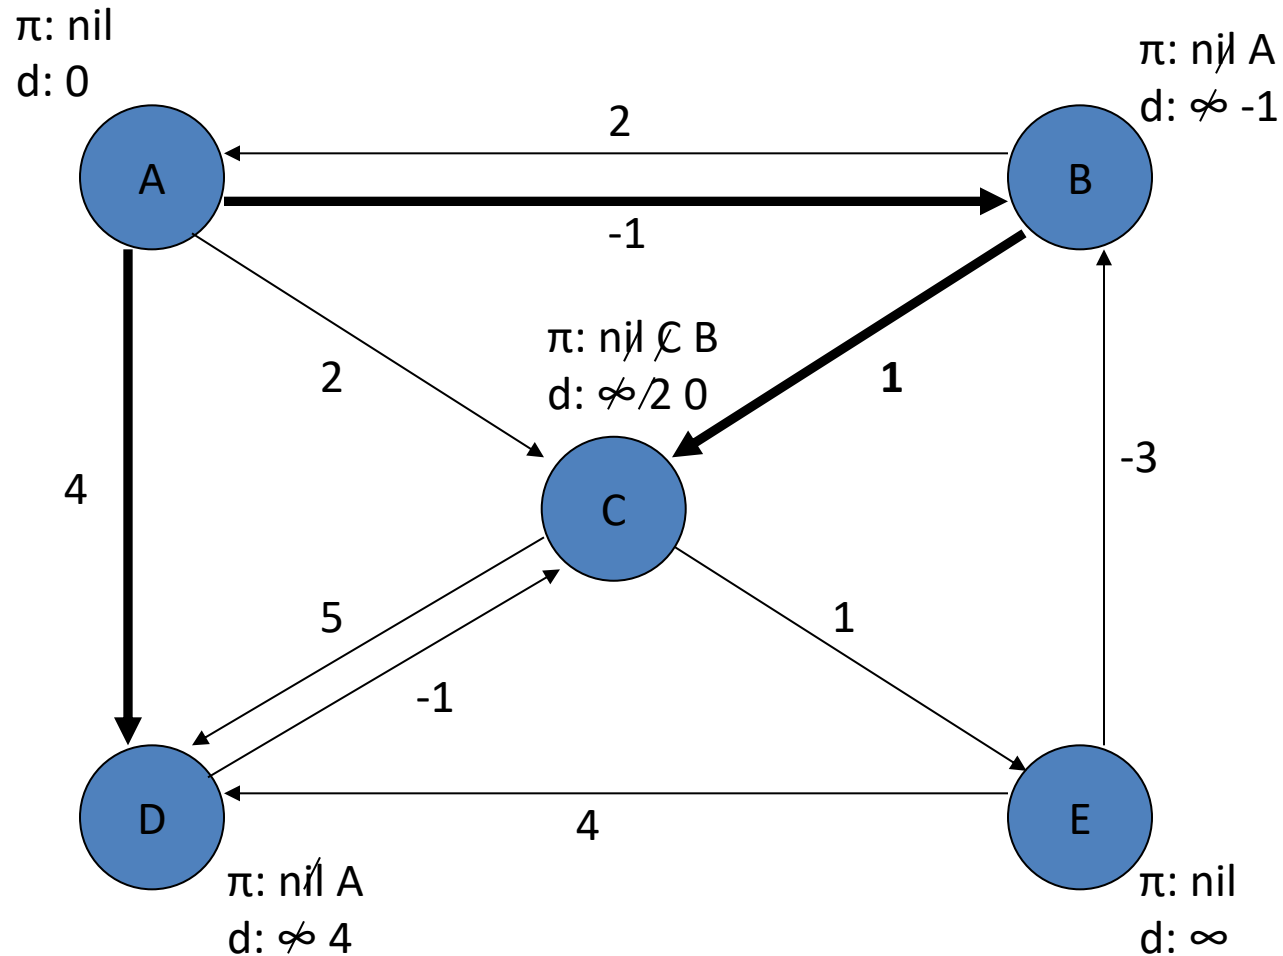 π: nil
d: 0
π: nil A
d: ∞ -1
2
A
B
-1
π: nil C B
d: ∞ 2 0
2
1
4
-3
C
5
1
-1
D
E
4
π: nil A
d: ∞ 4
π: nil
d: ∞